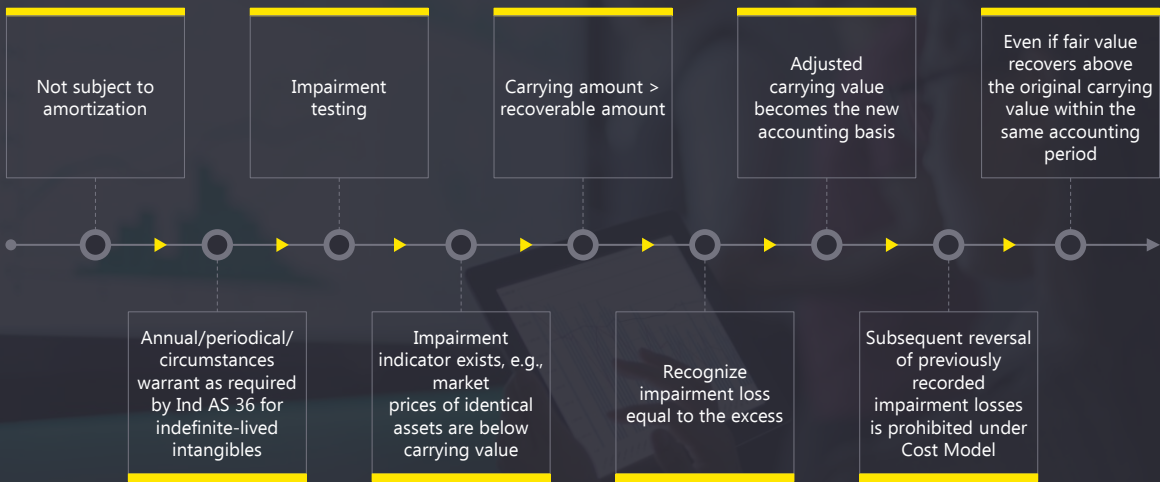 Not subject to
amortization
Annual/periodical/
circumstances
warrant as required
by Ind AS 36 for
indefinite-lived
intangibles
Impairment
testing
Impairment
indicator exists, e.g.,
market
prices of identical
assets are below
carrying value
Carrying amount >
recoverable amount
Recognize
impairment loss
equal to the excess
Adjusted
carrying value
becomes the new
accounting basis
Subsequent reversal
of previously
recorded
impairment losses
is prohibited under
Cost Model
Even if fair value
recovers above
the original carrying
value within the
same accounting
period